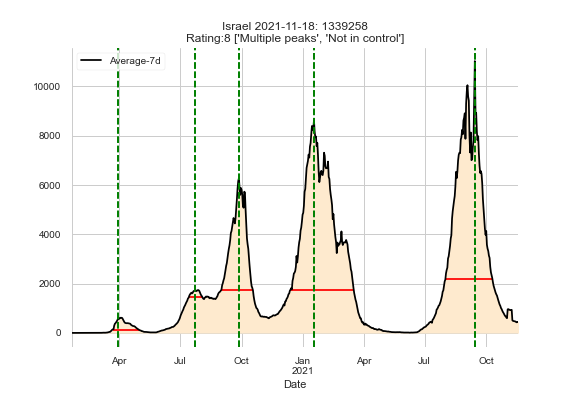 Israel 2021-11-18: 1339258
Rating:8 ['Multiple peaks', 'Not in control']
Average-7d
10000
8000
6000
4000
2000
0
Apr
Jul
Oct
Jan
2021
Apr
Jul
Oct
Date